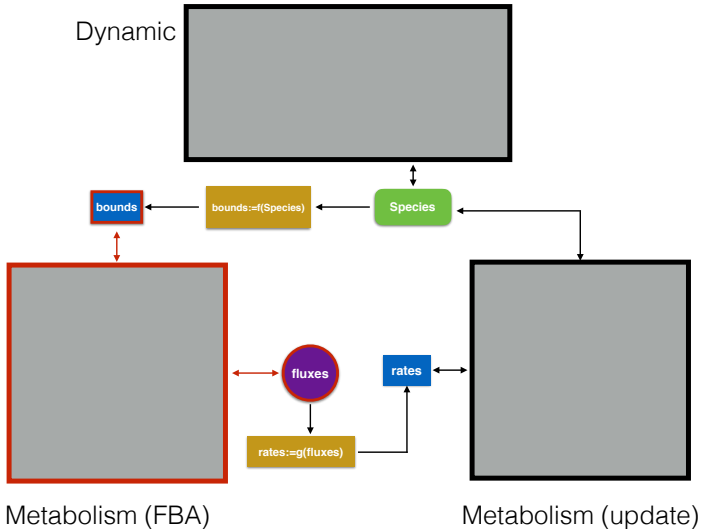 Dynamic
bounds
bounds:=f(Species)
Species
fluxes
rates
rates:=g(fluxes)
Metabolism (FBA)
Metabolism (update)